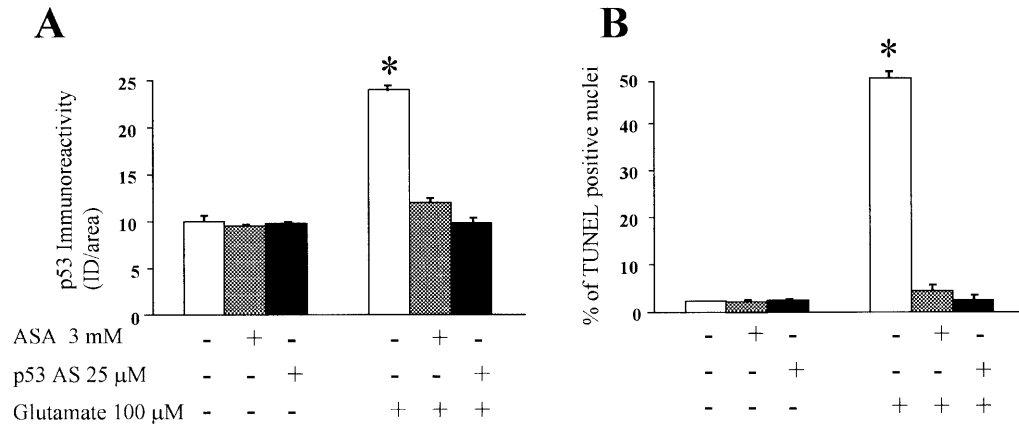 A
B
*
*
p53 Immunoreactivity
(ID/area)
25
20
15
10
5
0
% of TUNEL positive nuclei
50
40
30
20
10
0
ASA 3 mM - + - - + - - + - - + -
p53 AS 25 μM - - + - - + - - + - - +
Glutamate 100 μM - - - + + + - - - + + +